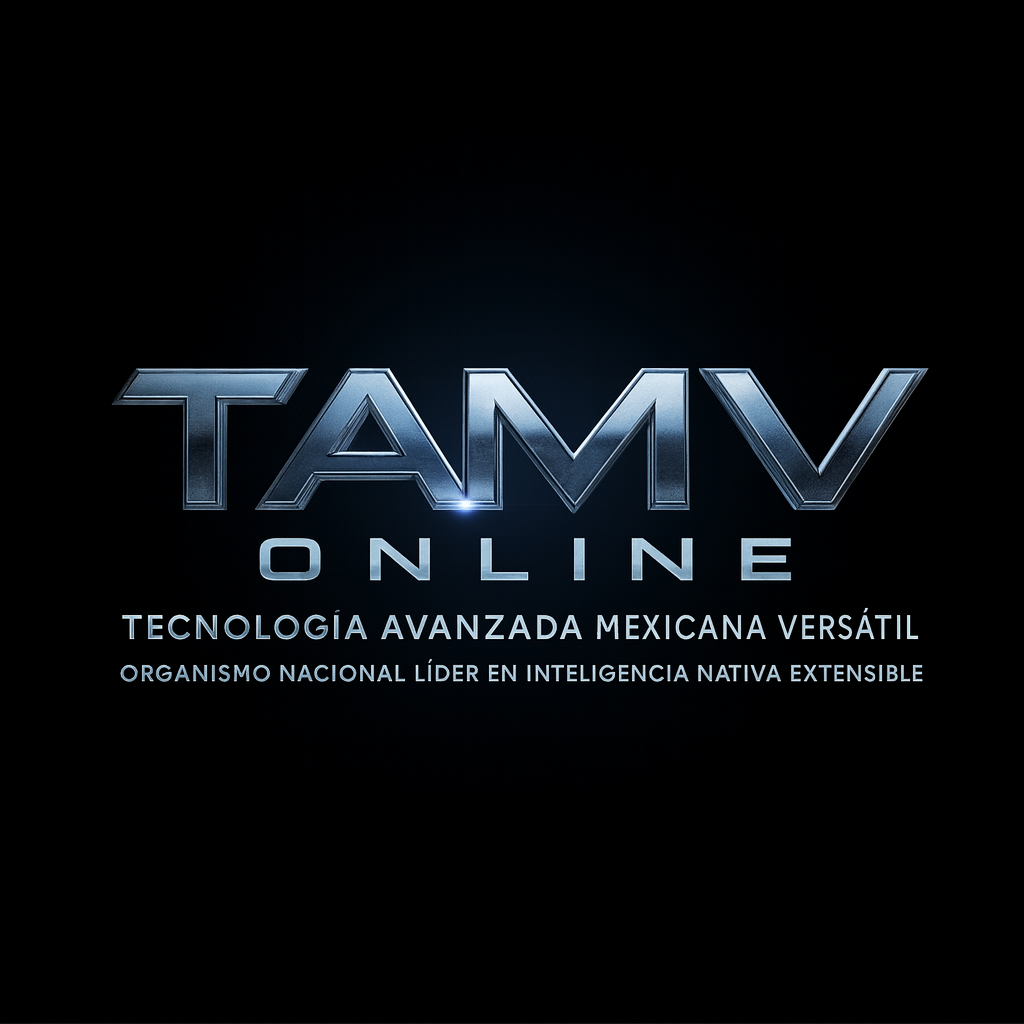 TAMV
ONLINE
TECNOLOGÍA AVANZADA MEXICANA VERSÁTIL
ORGANISMO NACIONAL LÍDER EN INTELIGENCIA NATIVA EXTENSIBLE